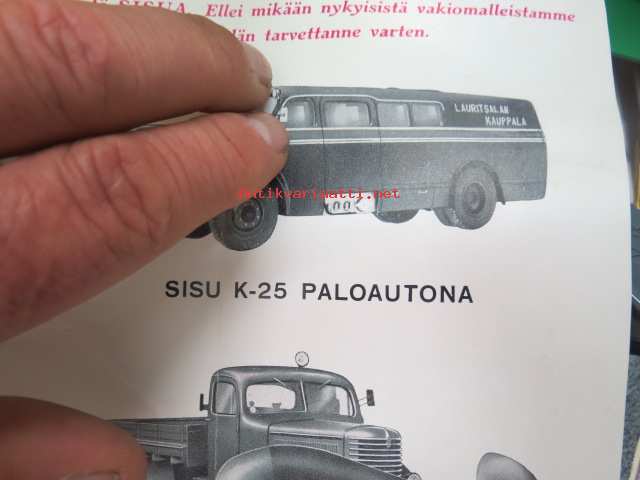 SISUA. Ellei mikään nykyisistä vakiomalleistamme
tarvettanne varten.
LAURITSALAN
KAUPPALA
antikvariaatti.net
SISU K-25 PALOAUTONA